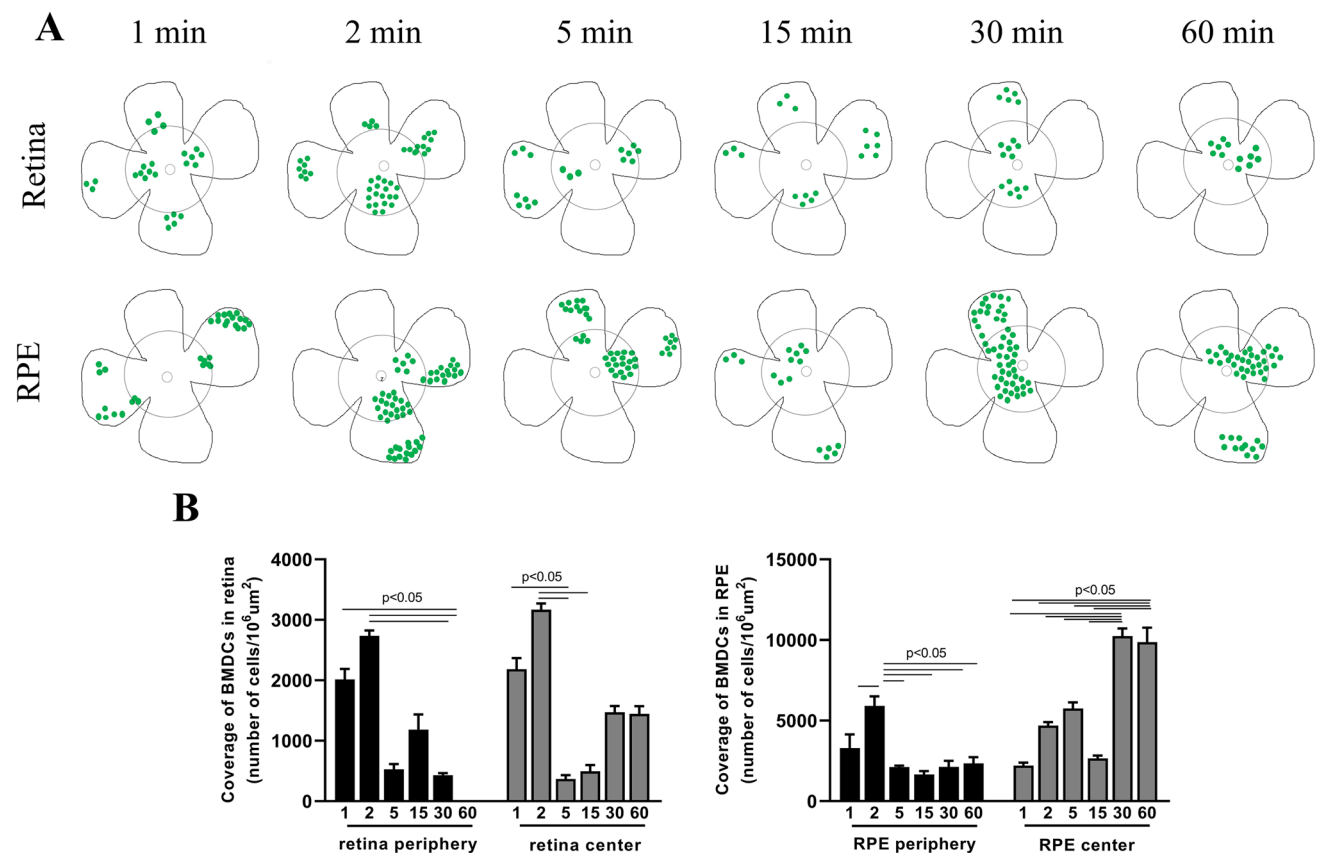 A
1 min 2 min 5 min 15 min 30 min 60 min
Retina
RPE
z
B
Coverage of BMDCs in retina
(number of cells/10⁶um²)
4000
3000
2000
1000
0
p<0.05
p<0.05
1 2 5 15 30 60
1 2 5 15 30 60
retina periphery
retina center
Coverage of BMDCs in RPE
(number of cells/10⁶um²)
15000
10000
5000
0
p<0.05
p<0.05
1 2 5 15 30 60
1 2 5 15 30 60
RPE periphery
RPE center